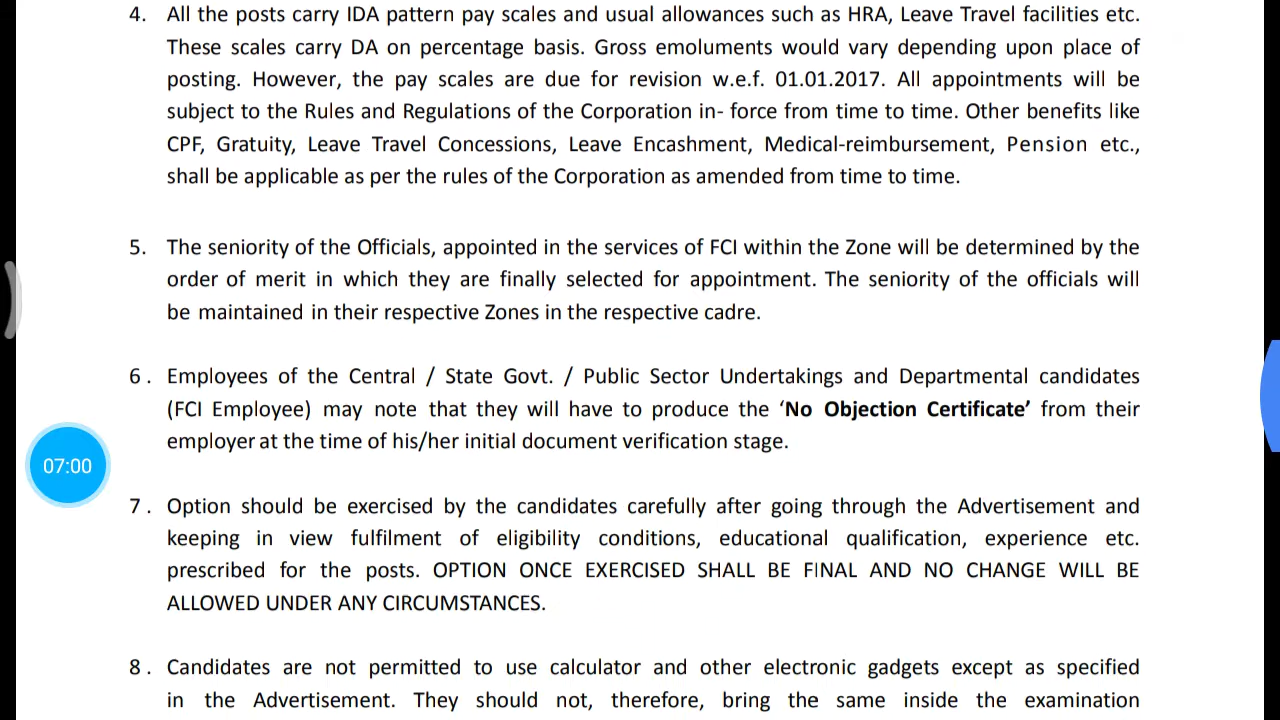 4. All the posts carry IDA pattern pay scales and usual allowances such as HRA, Leave Travel facilities etc.
These scales carry DA on percentage basis. Gross emoluments would vary depending upon place of
posting. However, the pay scales are due for revision w.e.f. 01.01.2017. All appointments will be
subject to the Rules and Regulations of the Corporation in- force from time to time. Other benefits like
CPF, Gratuity, Leave Travel Concessions, Leave Encashment, Medical-reimbursement, Pension etc.,
shall be applicable as per the rules of the Corporation as amended from time to time.
5. The seniority of the Officials, appointed in the services of FCI within the Zone will be determined by the
order of merit in which they are finally selected for appointment. The seniority of the officials will
be maintained in their respective Zones in the respective cadre.
6 . Employees of the Central / State Govt. / Public Sector Undertakings and Departmental candidates
(FCI Employee) may note that they will have to produce the ‘No Objection Certificate’ from their
employer at the time of his/her initial document verification stage.
07:00
7 . Option should be exercised by the candidates carefully after going through the Advertisement and
keeping in view fulfilment of eligibility conditions, educational qualification, experience etc.
prescribed for the posts. OPTION ONCE EXERCISED SHALL BE FINAL AND NO CHANGE WILL BE
ALLOWED UNDER ANY CIRCUMSTANCES.
8 . Candidates are not permitted to use calculator and other electronic gadgets except as specified
in the Advertisement. They should not, therefore, bring the same inside the examination